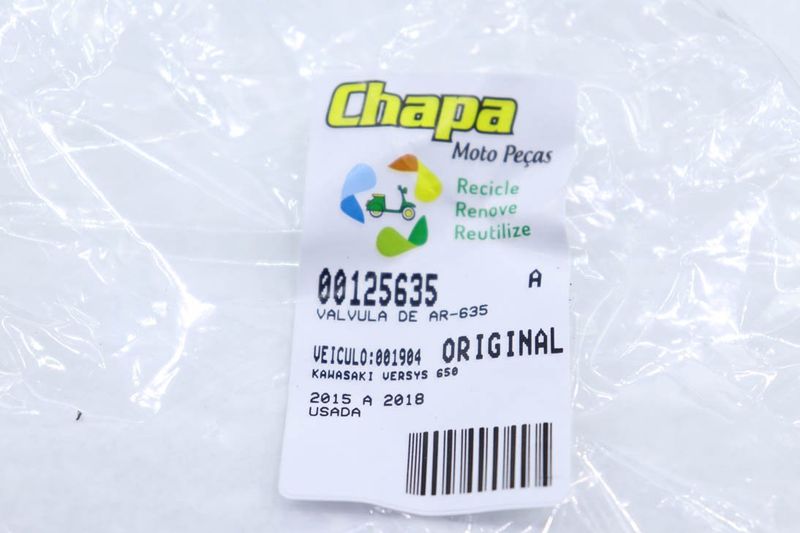 Chapa
Moto Peças
Recicle
Renove
Reutilize
00125635 A
VALVULA DE AR-635
VEICULO:001904 ORIGINAL
KAWASAKI VERSYS 650
2015 A 2018
USADA